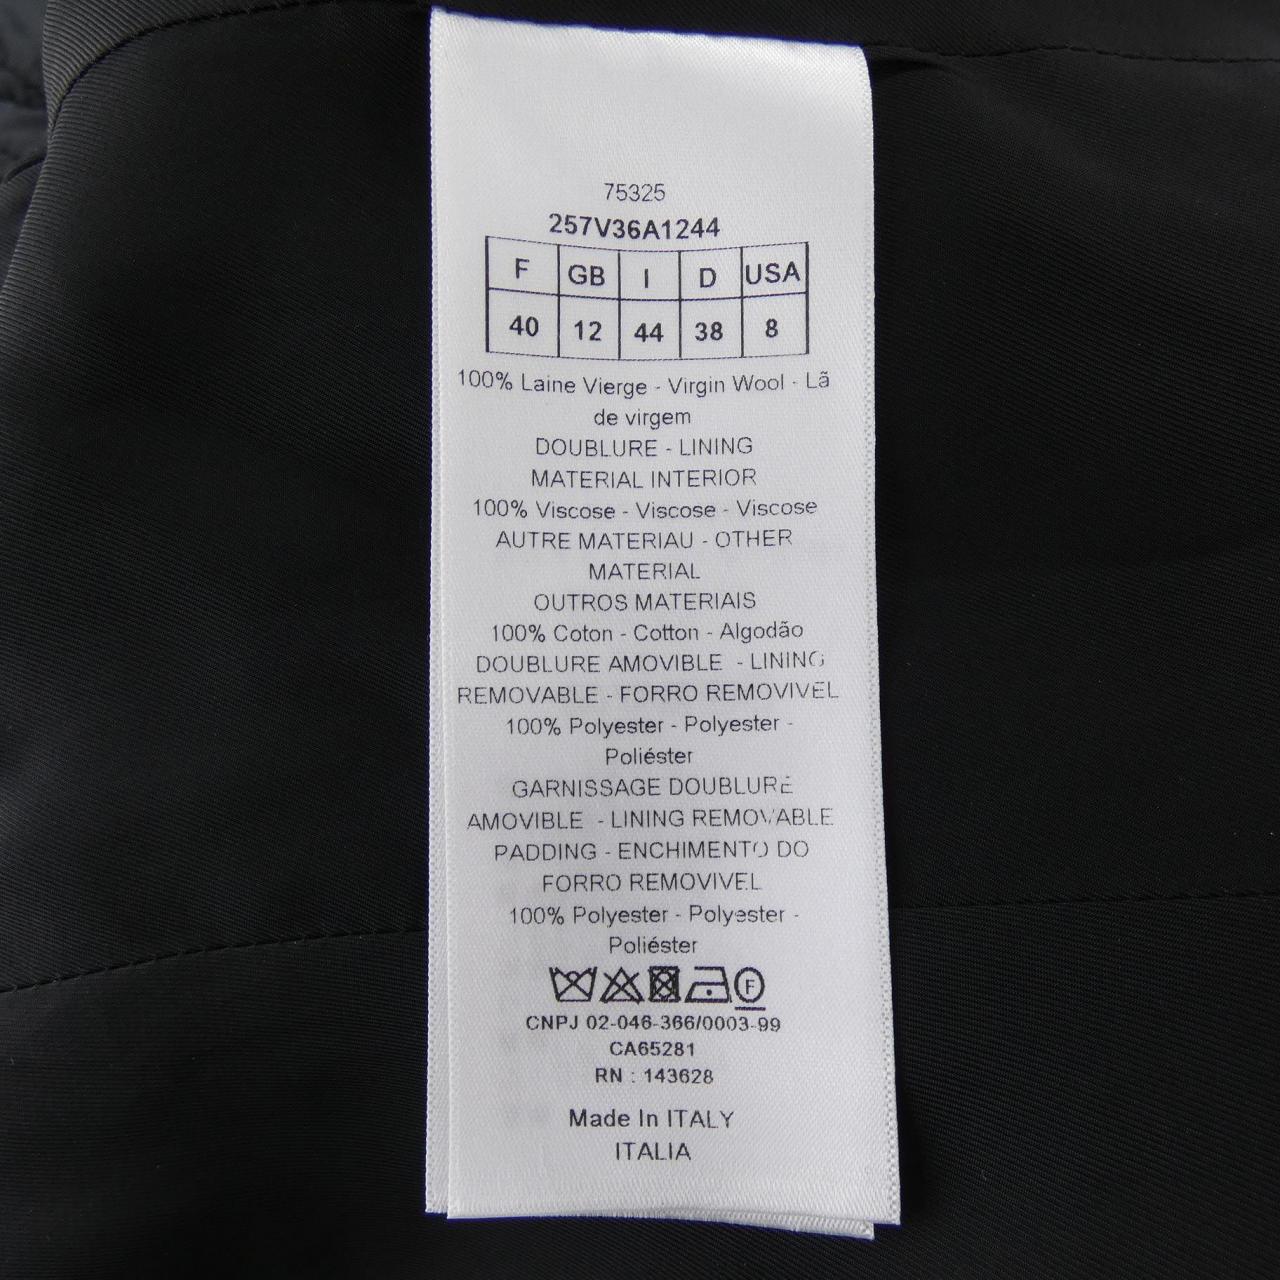 75325
257V36A1244
F GB I D USA
40 12 44 38 8
100% Laine Vierge - Virgin Wool - Lã
de virgem
DOUBLURE - LINING
MATERIAL INTERIOR
100% Viscose - Viscose - Viscose
AUTRE MATERIAU - OTHER
MATERIAL
OUTROS MATERIAIS
100% Coton - Cotton - Algodão
DOUBLURE AMOVIBLE - LINING
REMOVABLE - FORRO REMOVIVEL
100% Polyester - Polyester -
Poliéster
GARNISSAGE DOUBLURE
AMOVIBLE - LINING REMOVABLE
PADDING - ENCHIMENTO DO
FORRO REMOVIVEL
100% Polyester - Polyester -
Poliéster
F
CNPJ 02-046-366/0003-99
CA65281
RN : 143628
Made In ITALY
ITALIA